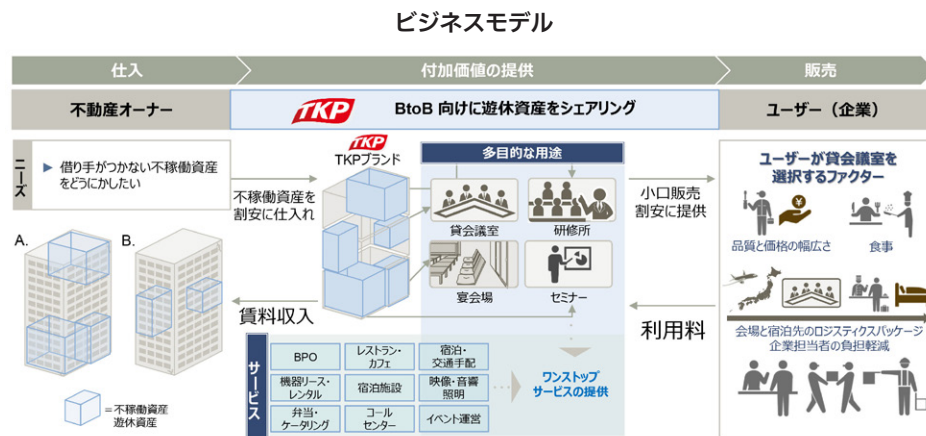 ビジネスモデル
仕入
付加価値の提供
販売
不動産オーナー
TKP
BtoB 向けに遊休資産をシェアリング
ユーザー（企業）
ニーズ
▶ 借り手がつかない不稼働資産
をどうにかしたい
A.
B.
=不稼働資産
遊休資産
不稼働資産を
割安に仕入れ
賃料収入
TKP
TKPブランド
多目的な用途
貸会議室
研修所
宴会場
セミナー
小口販売
割安に提供
利用料
サービス
BPO
レストラン・
カフェ
宿泊・
交通手配
機器リース・
レンタル
宿泊施設
映像・音響
照明
弁当・
ケータリング
コール
センター
イベント運営
ワンストップ
サービスの提供
ユーザーが貸会議室を
選択するファクター
¥
品質と価格の幅広さ
食事
会場と宿泊先のロジスティクスパッケージ
企業担当者の負担軽減